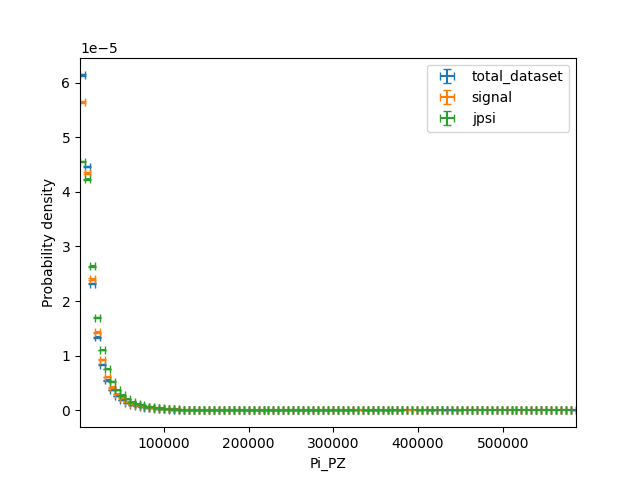 1e−5
6
5
4
3
2
1
0
Probability density
100000 200000 300000 400000 500000
Pi_PZ
total_dataset
signal
jpsi